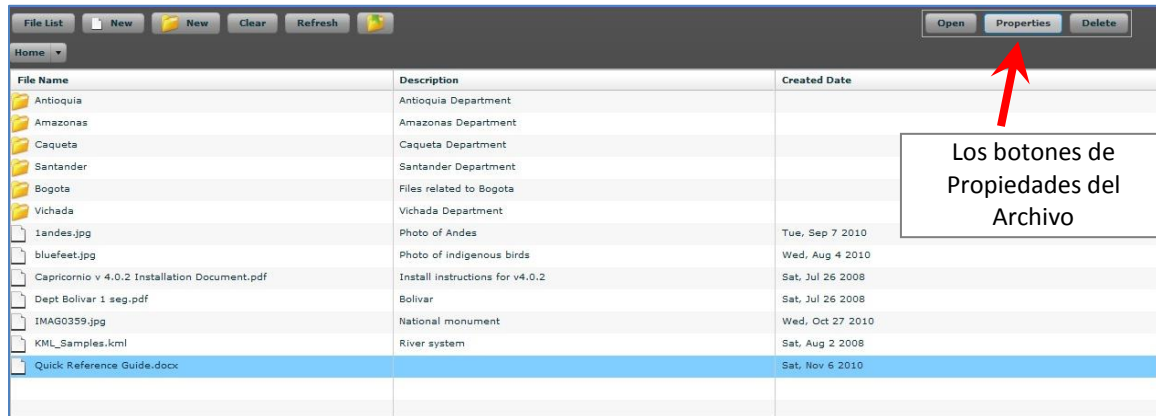 File List New New Clear Refresh Open Properties Delete
Home
File Name Description Created Date
Antioquia Antioquia Department
Amazonas Amazonas Department
Caqueta Caqueta Department
Santander Santander Department
Bogota Files related to Bogota
Vichada Vichada Department
1andes.jpg Photo of Andes Tue, Sep 7 2010
bluefeet.jpg Photo of indigenous birds Wed, Aug 4 2010
Capricornio v 4.0.2 Installation Document.pdf Install instructions for v4.0.2 Sat, Jul 26 2008
Dept Bolivar 1 seg.pdf Bolivar Sat, Jul 26 2008
IMAG0359.jpg National monument Wed, Oct 27 2010
KML_Samples.kml River system Sat, Aug 2 2008
Quick Reference Guide.docx Sat, Nov 6 2010
Los botones de
Propiedades del
Archivo